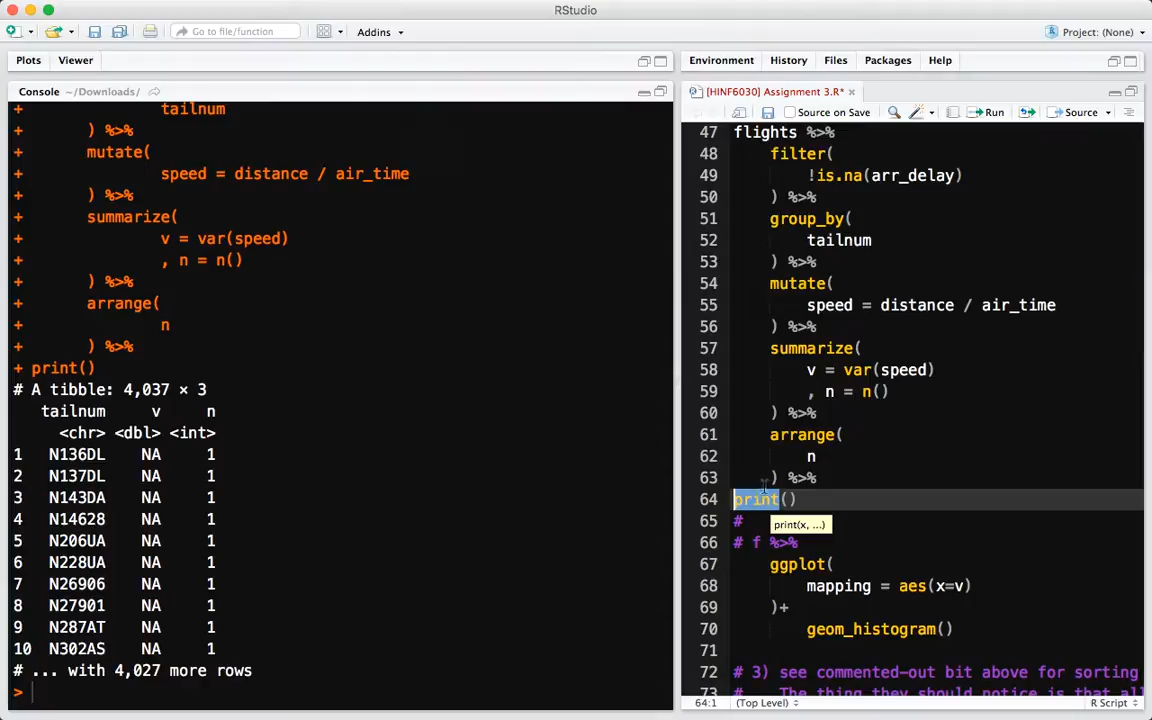 RStudio
Go to file/function
Addins
Project: (None)
Plots
Viewer
Environment
History
Files
Packages
Help
Console ~/Downloads/
[HINF6030] Assignment 3.R*
Source on Save
Run
Source
+ tailnum
+ ) %>%
+ mutate(
+ speed = distance / air_time
+ ) %>%
+ summarize(
+ v = var(speed)
+ , n = n()
+ ) %>%
+ arrange(
+ n
+ ) %>%
+ print()
# A tibble: 4,037 × 3
tailnum v n
<chr> <dbl> <int>
1 N136DL NA 1
2 N137DL NA 1
3 N143DA NA 1
4 N14628 NA 1
5 N206UA NA 1
6 N228UA NA 1
7 N26906 NA 1
8 N27901 NA 1
9 N287AT NA 1
10 N302AS NA 1
# ... with 4,027 more rows
>
47 flights %>%
48 filter(
49 !is.na(arr_delay)
50 ) %>%
51 group_by(
52 tailnum
53 ) %>%
54 mutate(
55 speed = distance / air_time
56 ) %>%
57 summarize(
58 v = var(speed)
59 , n = n()
60 ) %>%
61 arrange(
62 n
63 ) %>%
64 print()
65 #
print(x, ...)
66 # f %>%
67 ggplot(
68 mapping = aes(x=v)
69 )+
70 geom_histogram()
71
72 # 3) see commented-out bit above for sorting
73 # The thing they should notice is that al
64:1 (Top Level) R Script